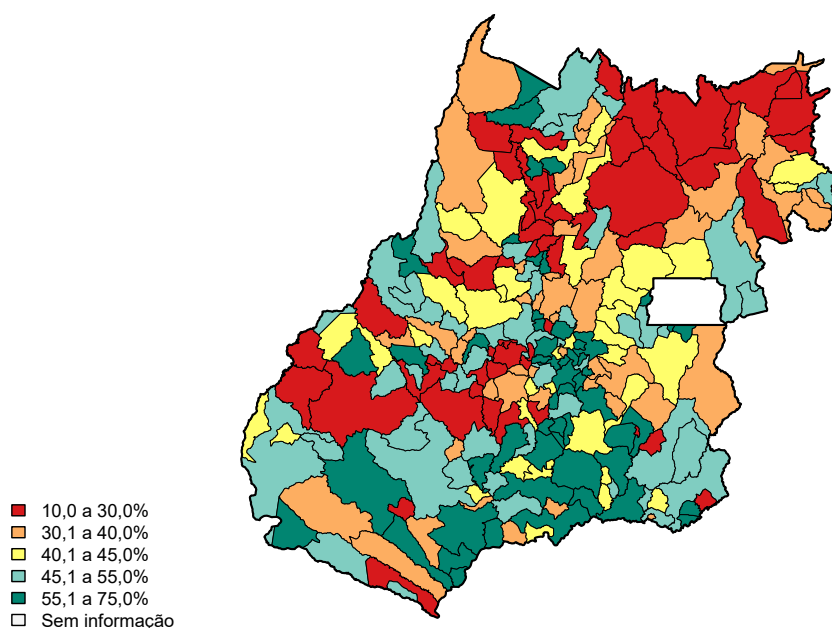 10,0 a 30,0%
30,1 a 40,0%
40,1 a 45,0%
45,1 a 55,0%
55,1 a 75,0%
Sem informação